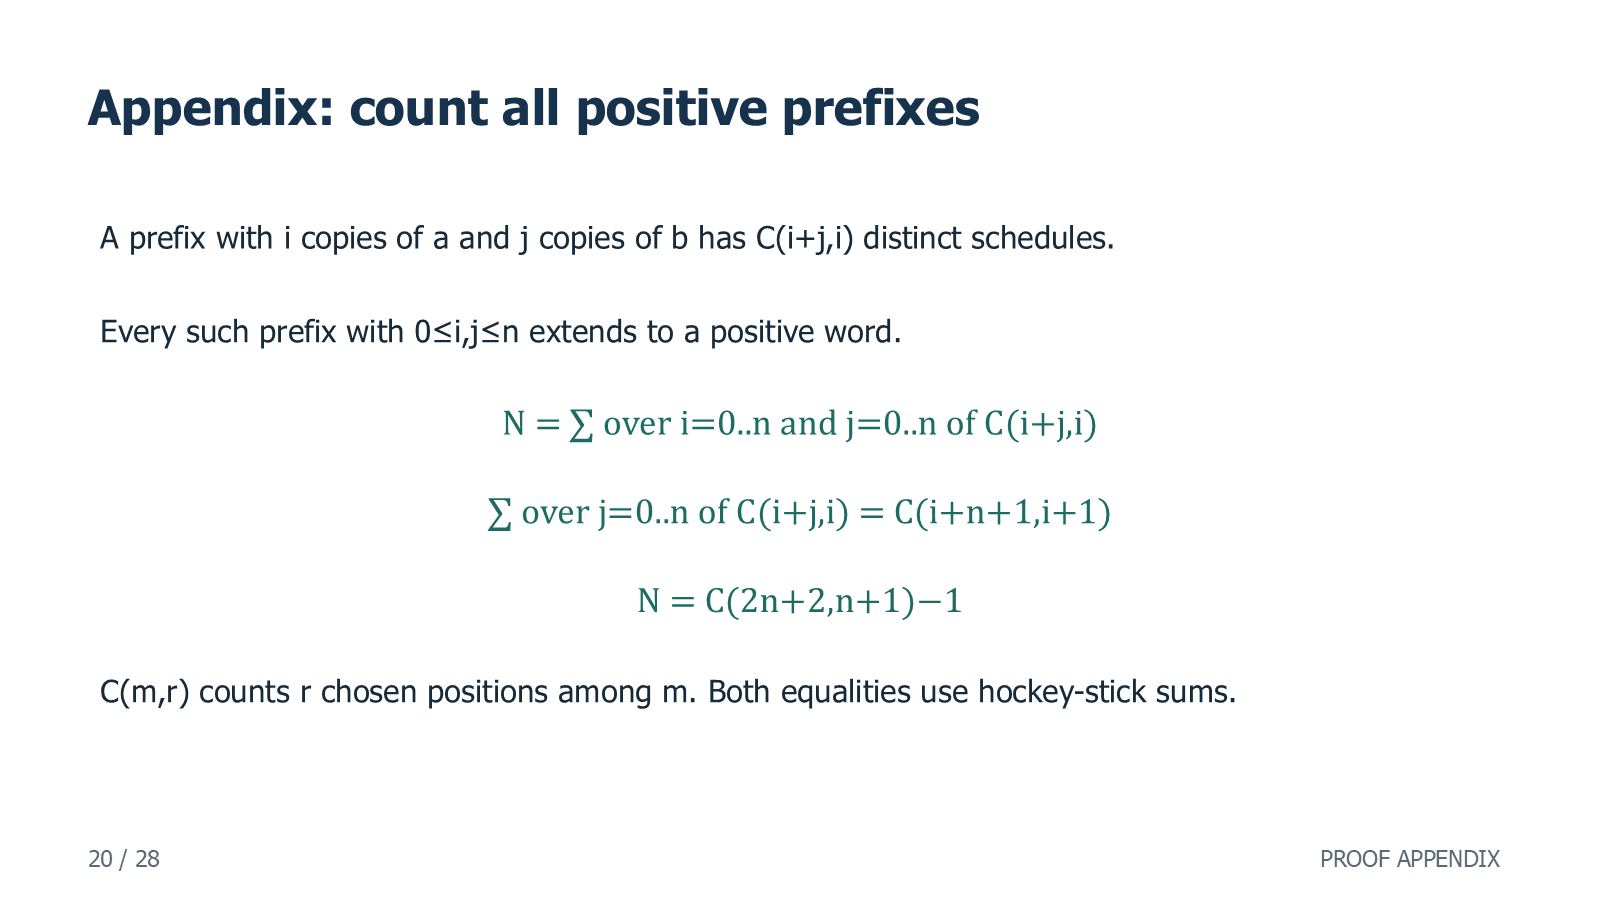 Appendix: count all positive prefixes
A prefix with i copies of a and j copies of b has C(i+j,i) distinct schedules.
Every such prefix with 0≤i,j≤n extends to a positive word.
N = ∑ over i=0..n and j=0..n of C(i+j,i)
∑ over j=0..n of C(i+j,i) = C(i+n+1,i+1)
N = C(2n+2,n+1)−1
C(m,r) counts r chosen positions among m. Both equalities use hockey-stick sums.
20 / 28
PROOF APPENDIX